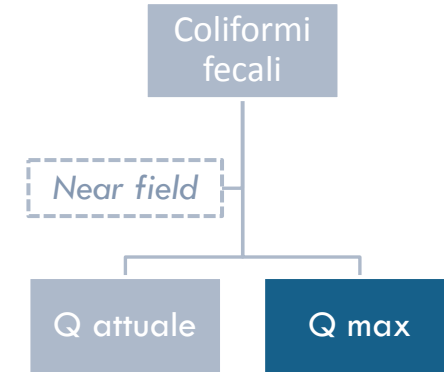 Coliformi
fecali
Near field
Q attuale
Q max